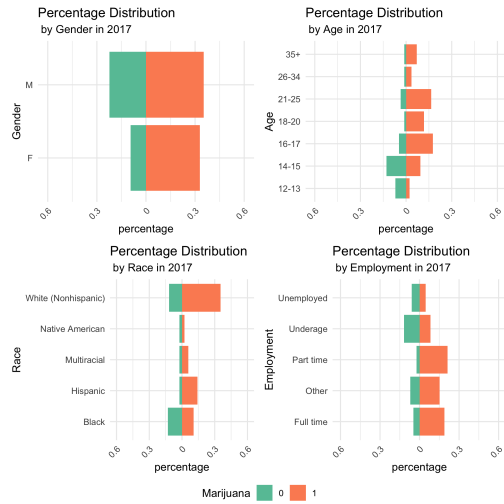 Percentage Distribution
by Gender in 2017
Gender
M
F
0.6 0.3 0 0.3 0.6
percentage
Percentage Distribution
by Age in 2017
Age
35+
26-34
21-25
18-20
16-17
14-15
12-13
0.6 0.3 0 0.3 0.6
percentage
Percentage Distribution
by Race in 2017
Race
White (Nonhispanic)
Native American
Multiracial
Hispanic
Black
0.6 0.3 0 0.3 0.6
percentage
Percentage Distribution
by Employment in 2017
Employment
Unemployed
Underage
Part time
Other
Full time
0.6 0.3 0 0.3 0.6
percentage
Marijuana 0 1